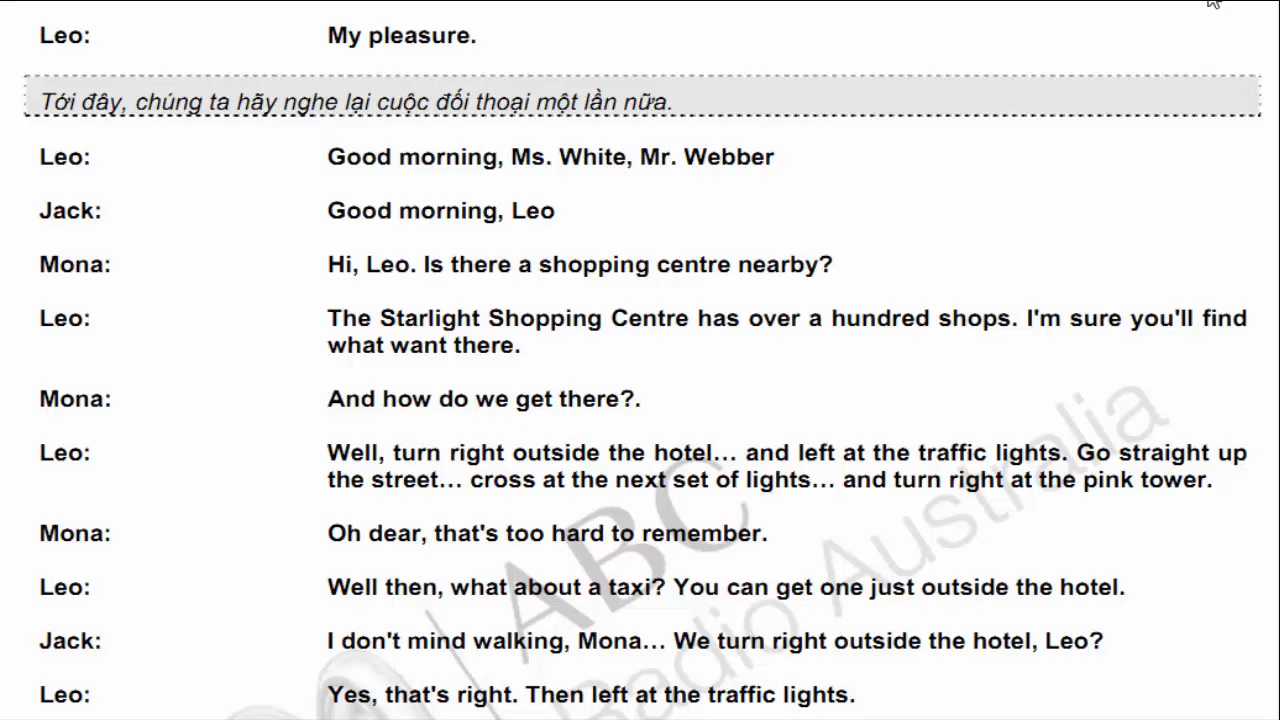 Leo: My pleasure.
Tới đây, chúng ta hãy nghe lại cuộc đối thoại một lần nữa.
Leo: Good morning, Ms. White, Mr. Webber
Jack: Good morning, Leo
Mona: Hi, Leo. Is there a shopping centre nearby?
Leo: The Starlight Shopping Centre has over a hundred shops. I'm sure you'll find
what want there.
Mona: And how do we get there?.
Leo: Well, turn right outside the hotel... and left at the traffic lights. Go straight up
the street... cross at the next set of lights... and turn right at the pink tower.
Mona: Oh dear, that's too hard to remember.
Leo: Well then, what about a taxi? You can get one just outside the hotel.
Jack: I don't mind walking, Mona... We turn right outside the hotel, Leo?
Leo: Yes, that's right. Then left at the traffic lights.
ABC
Radio Australia